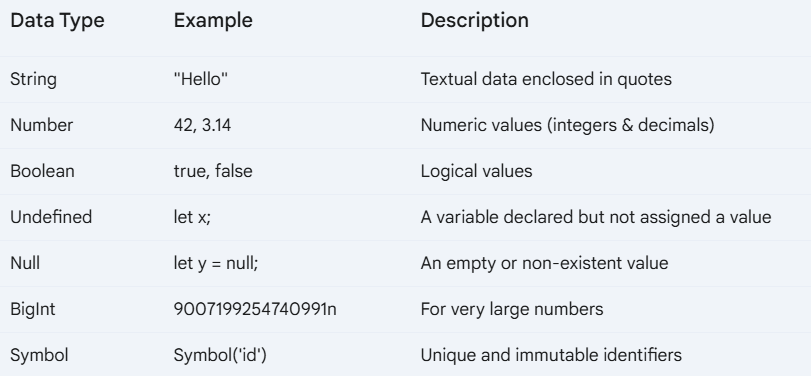 Data Type Example Description
String "Hello" Textual data enclosed in quotes
Number 42, 3.14 Numeric values (integers & decimals)
Boolean true, false Logical values
Undefined let x; A variable declared but not assigned a value
Null let y = null; An empty or non-existent value
BigInt 9007199254740991n For very large numbers
Symbol Symbol('id') Unique and immutable identifiers